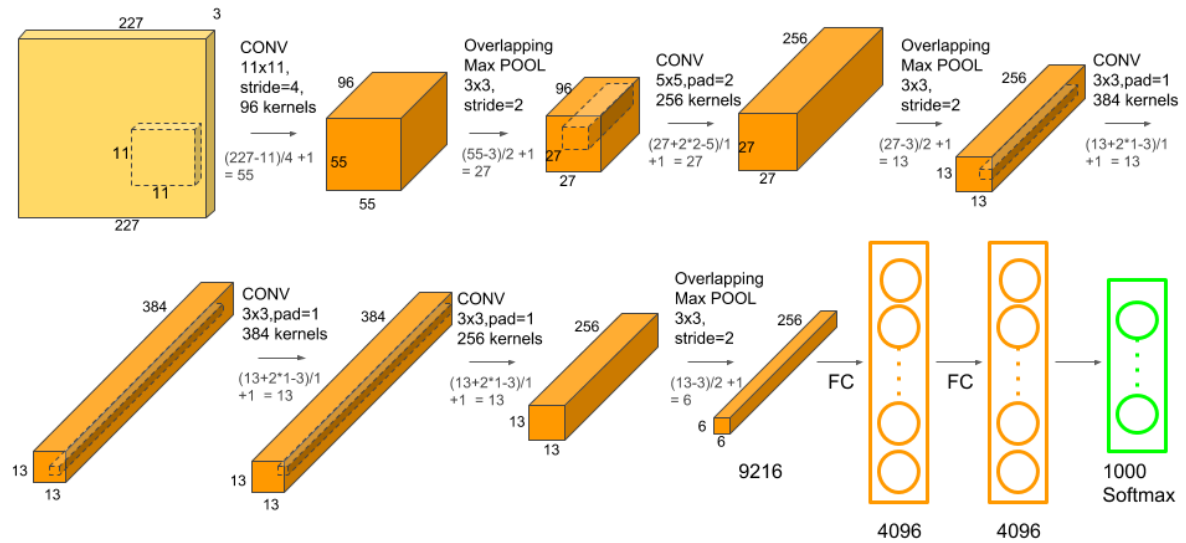 227
3
11
11
227
CONV
11x11,
stride=4,
96 kernels
(227-11)/4 +1
= 55
96
55
55
Overlapping
Max POOL
3x3,
stride=2
(55-3)/2 +1
= 27
96
27
27
CONV
5x5,pad=2
256 kernels
(27+2*2-5)/1
+1 = 27
256
27
27
Overlapping
Max POOL
3x3,
stride=2
(27-3)/2 +1
= 13
256
13
13
CONV
3x3,pad=1
384 kernels
(13+2*1-3)/1
+1 = 13
384
13
13
CONV
3x3,pad=1
384 kernels
(13+2*1-3)/1
+1 = 13
384
13
13
CONV
3x3,pad=1
256 kernels
(13+2*1-3)/1
+1 = 13
256
13
13
Overlapping
Max POOL
3x3,
stride=2
(13-3)/2 +1
= 6
256
6
6
9216
FC
4096
FC
4096
1000
Softmax